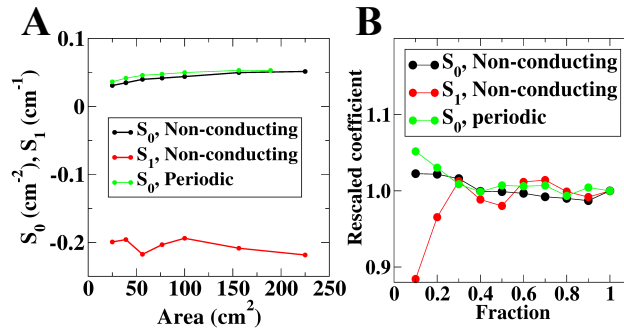 A
S₀ (cm⁻²), S₁ (cm⁻¹)
0.1
0
-0.1
-0.2
S₀, Non-conducting
S₁, Non-conducting
S₀, Periodic
0 50 100 150 200 250
Area (cm²)
B
Rescaled coefficient
1.1
1.0
0.9
S₀, Non-conducting
S₁, Non-conducting
S₀, periodic
0 0.2 0.4 0.6 0.8 1
Fraction